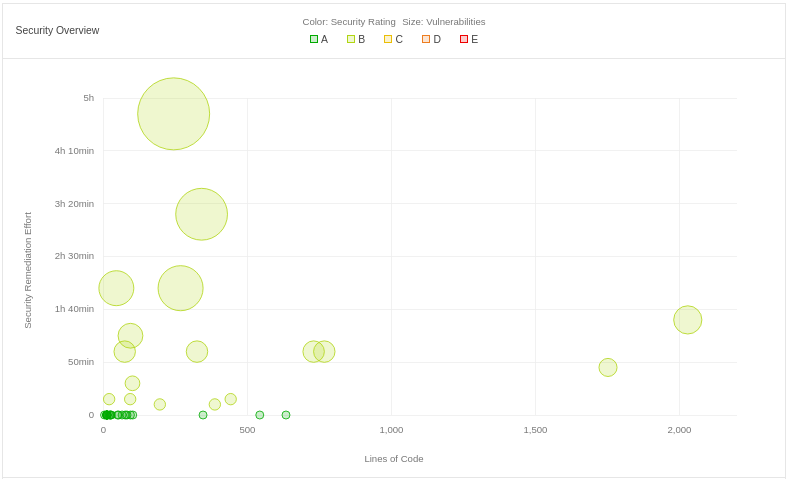 Security Overview
Color: Security Rating Size: Vulnerabilities
A B C D E
5h
4h 10min
3h 20min
2h 30min
1h 40min
50min
0
Security Remediation Effort
0 500 1,000 1,500 2,000
Lines of Code